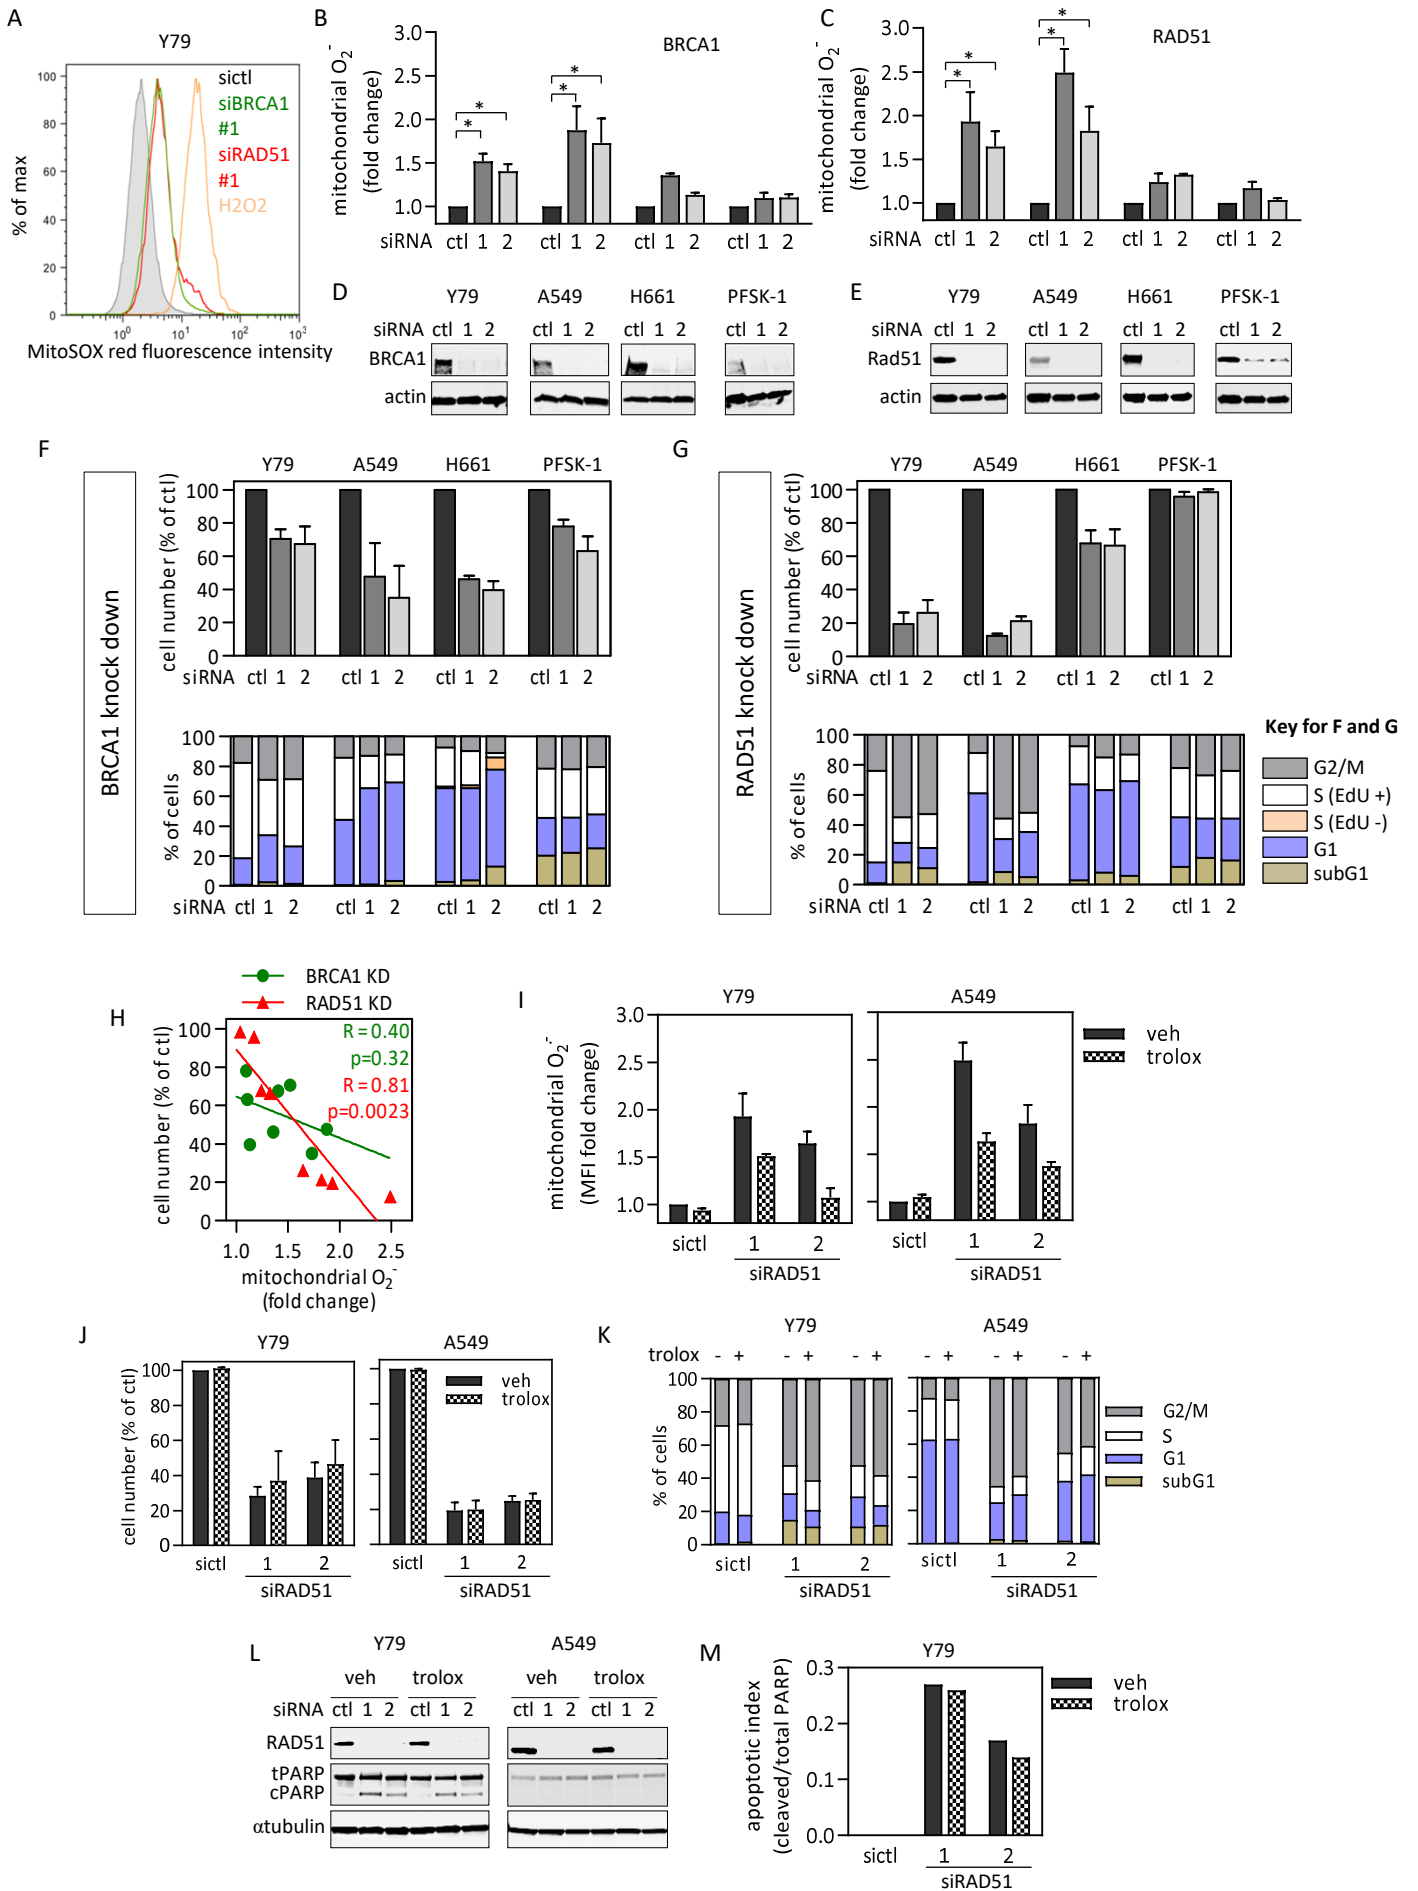 A
Y79
sictl
siBRCA1
#1
siRAD51
#1
H2O2
% of max
100
80
60
40
20
0
10⁰ 10¹ 10² 10³
MitoSOX red fluorescence intensity
B
BRCA1
mitochondrial O₂⁻
(fold change)
3.0
2.5
2.0
1.5
1.0
* * * *
siRNA ctl 1 2 ctl 1 2 ctl 1 2 ctl 1 2
C
RAD51
mitochondrial O₂⁻
(fold change)
3.0
2.5
2.0
1.5
1.0
* * * *
siRNA ctl 1 2 ctl 1 2 ctl 1 2 ctl 1 2
D
Y79 A549 H661 PFSK-1
siRNA ctl 1 2 ctl 1 2 ctl 1 2 ctl 1 2
BRCA1
actin
E
Y79 A549 H661 PFSK-1
siRNA ctl 1 2 ctl 1 2 ctl 1 2 ctl 1 2
Rad51
actin
F
BRCA1 knock down
Y79 A549 H661 PFSK-1
cell number (% of ctl)
100
80
60
40
20
0
siRNA ctl 1 2 ctl 1 2 ctl 1 2 ctl 1 2
% of cells
100
80
60
40
20
0
siRNA ctl 1 2 ctl 1 2 ctl 1 2 ctl 1 2
G
RAD51 knock down
Y79 A549 H661 PFSK-1
cell number (% of ctl)
100
80
60
40
20
0
siRNA ctl 1 2 ctl 1 2 ctl 1 2 ctl 1 2
% of cells
100
80
60
40
20
0
siRNA ctl 1 2 ctl 1 2 ctl 1 2 ctl 1 2
Key for F and G
G2/M
S (EdU +)
S (EdU -)
G1
subG1
H
BRCA1 KD
RAD51 KD
R = 0.40
p=0.32
R = 0.81
p=0.0023
cell number (% of ctl)
100
80
60
40
20
0
1.0 1.5 2.0 2.5
mitochondrial O₂⁻
(fold change)
I
Y79 A549
veh
trolox
mitochondrial O₂·⁻
(MFI fold change)
3.0
2.5
2.0
1.5
1.0
sictl 1 2 sictl 1 2
siRAD51 siRAD51
J
Y79 A549
veh
trolox
cell number (% of ctl)
100
80
60
40
20
0
sictl 1 2 sictl 1 2
siRAD51 siRAD51
K
Y79 A549
trolox - + - + - + - + - + - +
% of cells
100
80
60
40
20
0
G2/M
S
G1
subG1
sictl 1 2 sictl 1 2
siRAD51 siRAD51
L
Y79 A549
veh trolox veh trolox
siRNA ctl 1 2 ctl 1 2 ctl 1 2 ctl 1 2
RAD51
tPARP
cPARP
αtubulin
M
Y79
veh
trolox
apoptotic index
(cleaved/total PARP)
0.3
0.2
0.1
0.0
sictl 1 2
siRAD51